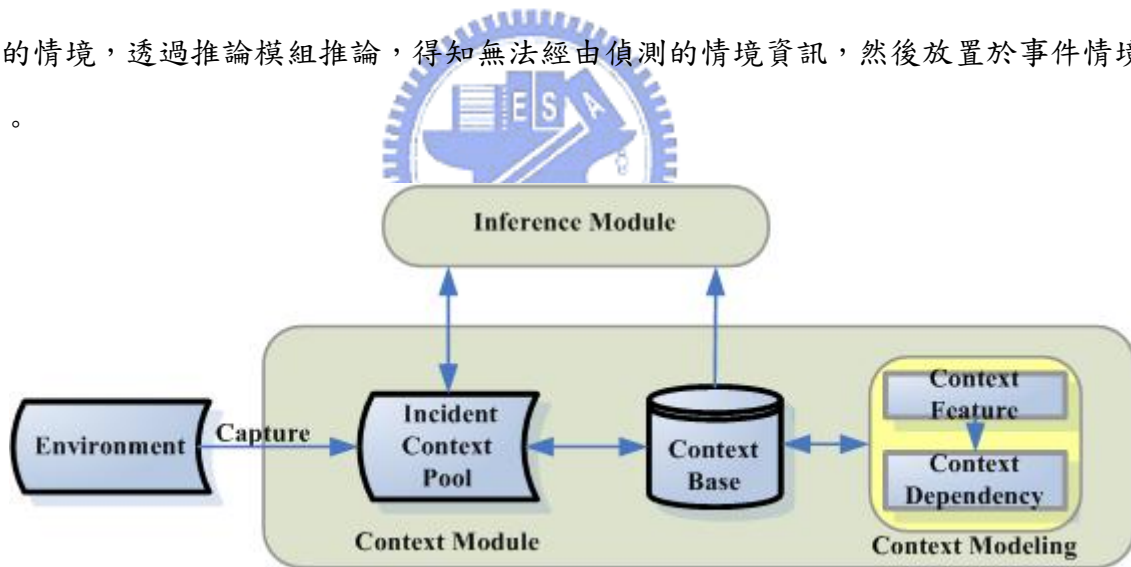 的情境，透過推論模組推論，得知無法經由偵測的情境資訊，然後放置於事件情境
。
E S A
Inference Module
Environment
Capture
Incident
Context
Pool
Context
Base
Context
Feature
Context
Dependency
Context Module
Context Modeling